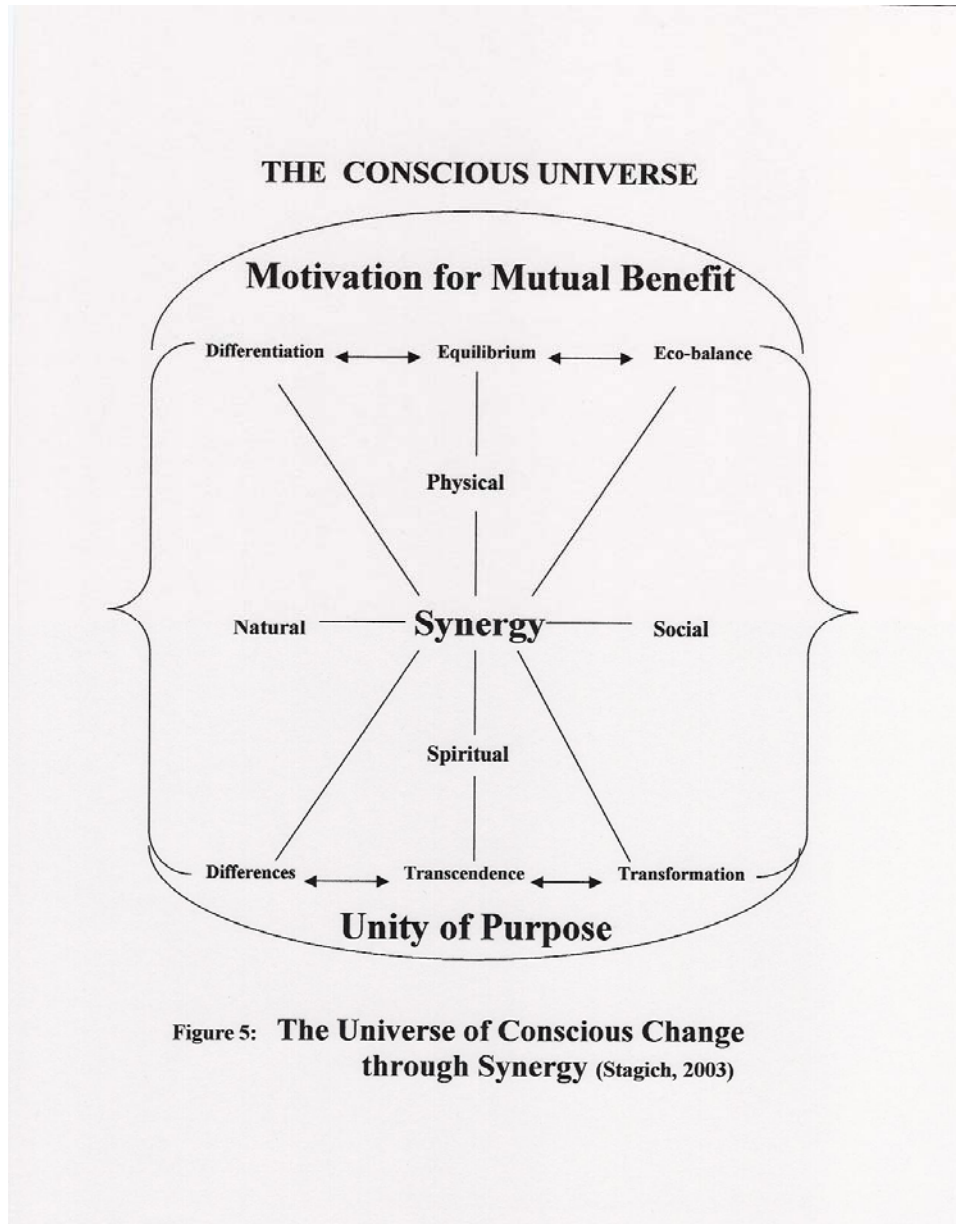 THE CONSCIOUS UNIVERSE
Motivation for Mutual Benefit
Differentiation Equilibrium Eco-balance
Physical
Natural Synergy Social
Spiritual
Differences Transcendence Transformation
Unity of Purpose
Figure 5: The Universe of Conscious Change
through Synergy (Stagich, 2003)